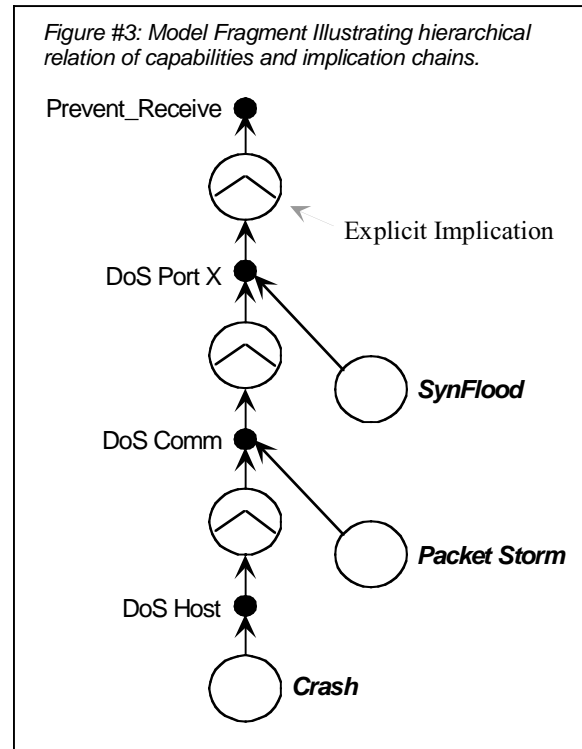 Figure #3: Model Fragment Illustrating hierarchical
relation of capabilities and implication chains.
Prevent_Receive
Explicit Implication
DoS Port X
SynFlood
DoS Comm
Packet Storm
DoS Host
Crash